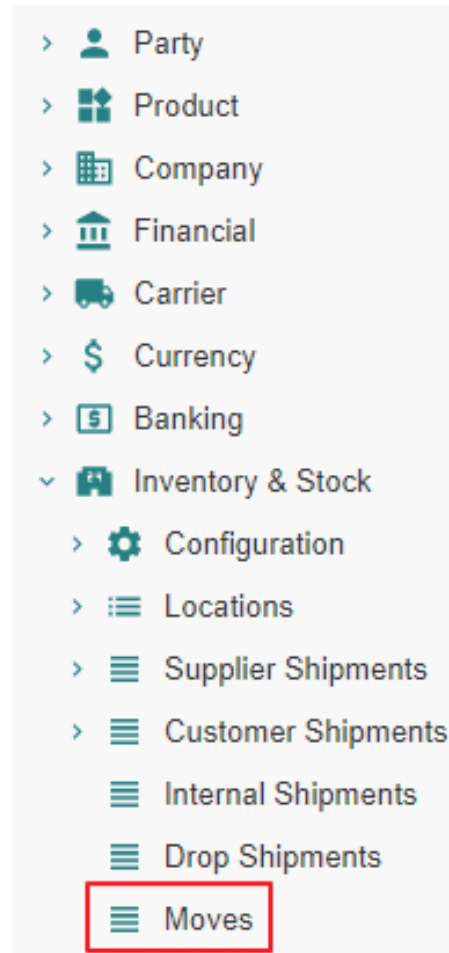 Party
Product
Company
Financial
Carrier
Currency
Banking
Inventory & Stock
Configuration
Locations
Supplier Shipments
Customer Shipments
Internal Shipments
Drop Shipments
Moves